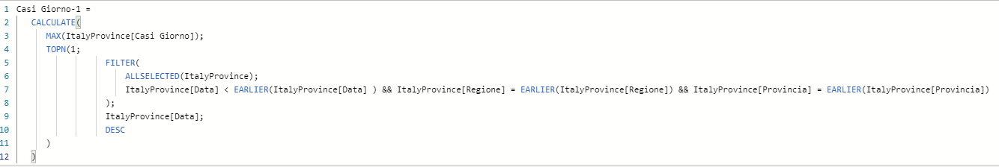 1 Casi Giorno-1 =
2 CALCULATE(
3 MAX(ItalyProvince[Casi Giorno]);
4 TOPN(1;
5 FILTER(
6 ALLSELECTED(ItalyProvince);
7 ItalyProvince[Data] < EARLIER(ItalyProvince[Data] ) && ItalyProvince[Regione] = EARLIER(ItalyProvince[Regione]) && ItalyProvince[Provincia] = EARLIER(ItalyProvince[Provincia])
8 );
9 ItalyProvince[Data];
10 DESC
11 )
12 )